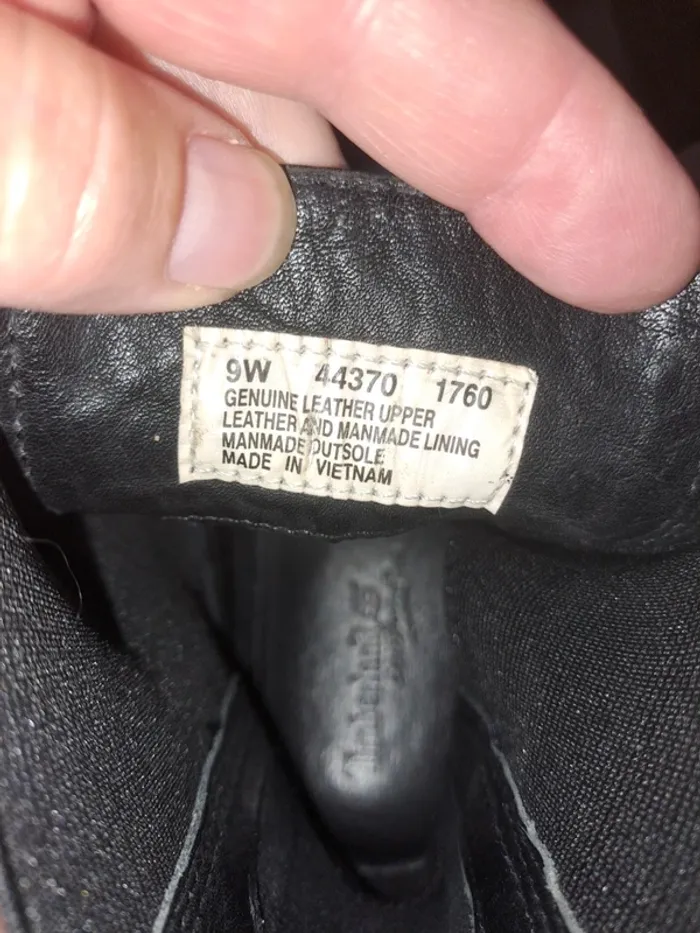 9W 44370 1760
GENUINE LEATHER UPPER
LEATHER AND MANMADE LINING
MANMADE OUTSOLE
MADE IN VIETNAM